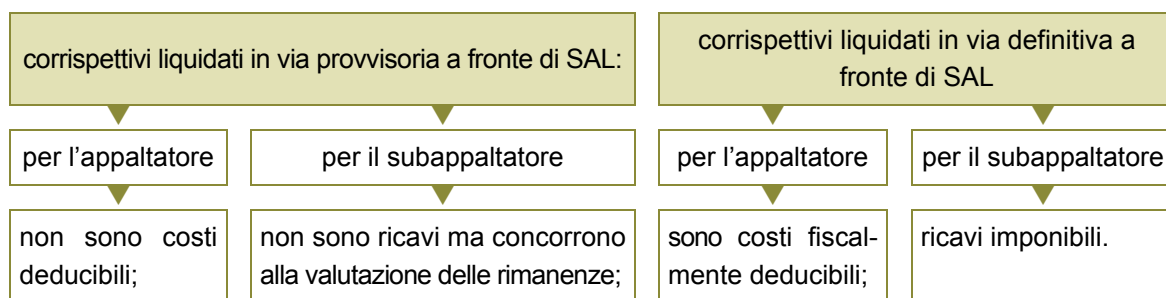 corrispettivi liquidati in via provvisoria a fronte di SAL:
corrispettivi liquidati in via definitiva a
fronte di SAL
per l'appaltatore
per il subappaltatore
per l'appaltatore
per il subappaltatore
non sono costi
deducibili;
non sono ricavi ma concorrono
alla valutazione delle rimanenze;
sono costi fiscal-
mente deducibili;
ricavi imponibili.